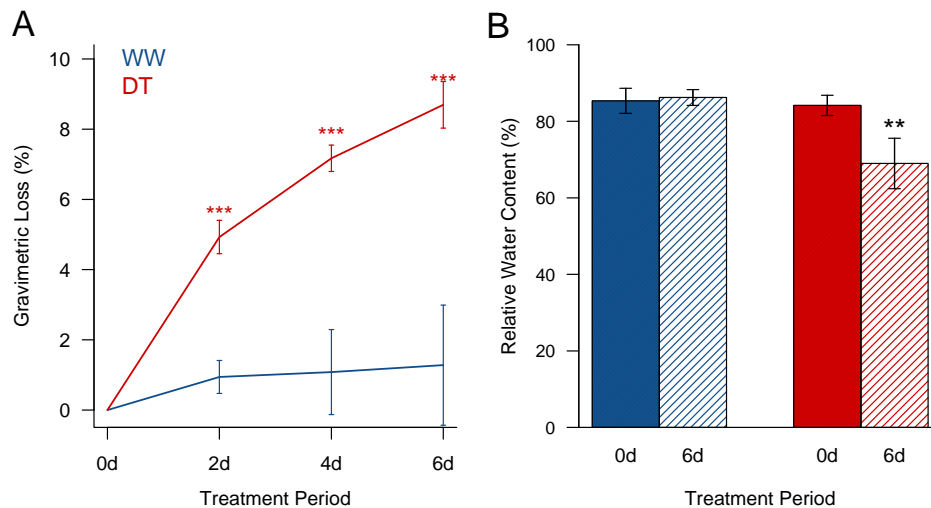 A
WW
DT
Gravimetric Loss (%)
10
8
6
4
2
0
***
***
***
0d 2d 4d 6d
Treatment Period
B
Relative Water Content (%)
100
80
60
40
20
0
**
0d 6d 0d 6d
Treatment Period